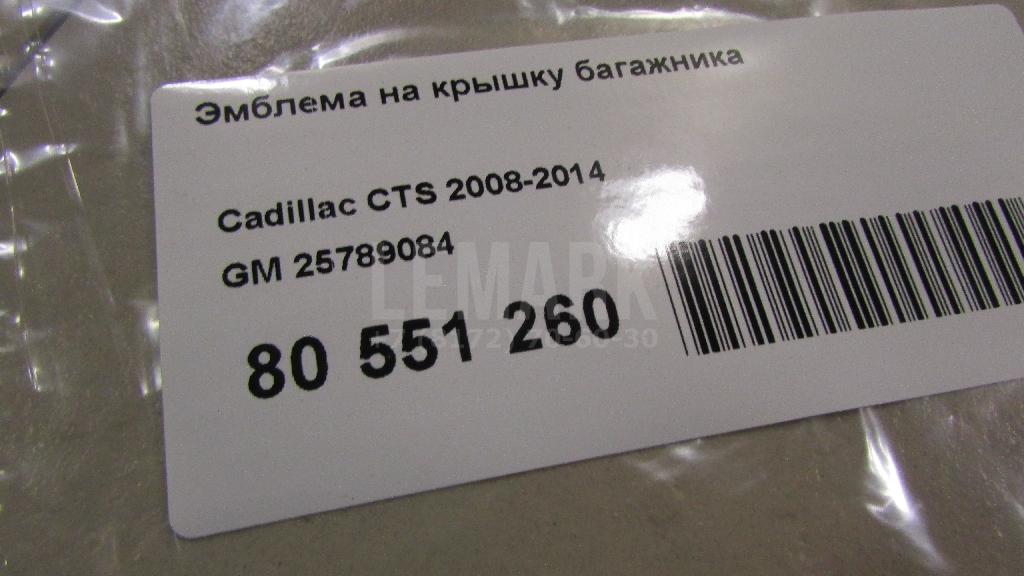 Эмблема на крышку багажника
Cadillac CTS 2008-2014
GM 25789084
80 551 260
LEMARK